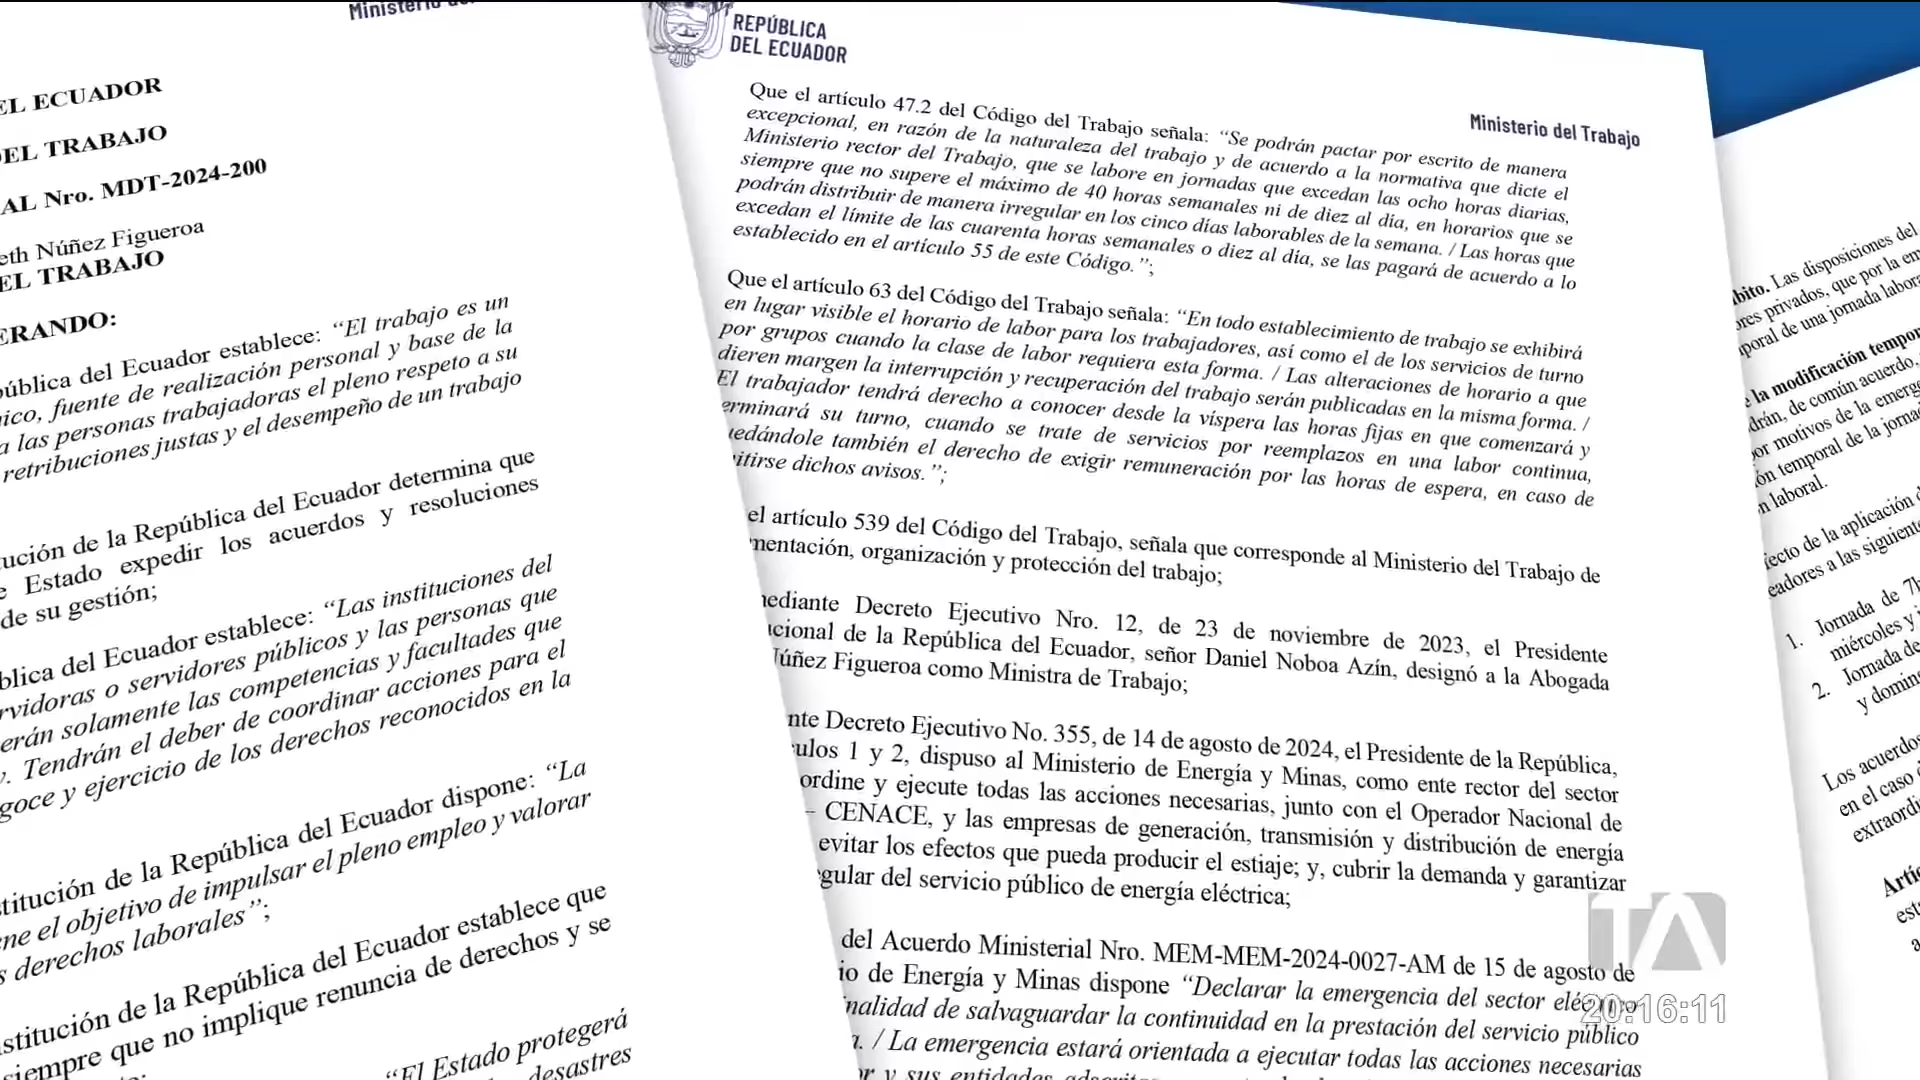 Ministerio de
EL ECUADOR
DEL TRABAJO
AL Nro. MDT-2024-200
eth Núñez Figueroa
EL TRABAJO
ERANDO:
pública del Ecuador establece: “El trabajo es un
nico, fuente de realización personal y base de la
a las personas trabajadoras el pleno respeto a su
retribuciones justas y el desempeño de un trabajo
tución de la República del Ecuador determina que
e Estado expedir los acuerdos y resoluciones
de su gestión;
blica del Ecuador establece: “Las instituciones del
rvidoras o servidores públicos y las personas que
erán solamente las competencias y facultades que
y. Tendrán el deber de coordinar acciones para el
goce y ejercicio de los derechos reconocidos en la
stitución de la República del Ecuador dispone: “La
ene el objetivo de impulsar el pleno empleo y valorar
s derechos laborales”;
nstitución de la República del Ecuador establece que
siempre que no implique renuncia de derechos y se
“El Estado protegerá
desastres
REPÚBLICA
DEL ECUADOR
Ministerio del Trabajo
Que el artículo 47.2 del Código del Trabajo señala: “Se podrán pactar por escrito de manera
excepcional, en razón de la naturaleza del trabajo y de acuerdo a la normativa que dicte el
Ministerio rector del Trabajo, que se labore en jornadas que excedan las ocho horas diarias,
siempre que no supere el máximo de 40 horas semanales ni de diez al día, en horarios que se
podrán distribuir de manera irregular en los cinco días laborables de la semana. / Las horas que
excedan el límite de las cuarenta horas semanales o diez al día, se las pagará de acuerdo a lo
establecido en el artículo 55 de este Código.”;
Que el artículo 63 del Código del Trabajo señala: “En todo establecimiento de trabajo se exhibirá
en lugar visible el horario de labor para los trabajadores, así como el de los servicios de turno
por grupos cuando la clase de labor requiera esta forma. / Las alteraciones de horario a que
dieren margen la interrupción y recuperación del trabajo serán publicadas en la misma forma. /
El trabajador tendrá derecho a conocer desde la víspera las horas fijas en que comenzará y
erminará su turno, cuando se trate de servicios por reemplazos en una labor continua,
uedándole también el derecho de exigir remuneración por las horas de espera, en caso de
itirse dichos avisos.”;
el artículo 539 del Código del Trabajo, señala que corresponde al Ministerio del Trabajo de
mentación, organización y protección del trabajo;
mediante Decreto Ejecutivo Nro. 12, de 23 de noviembre de 2023, el Presidente
ucional de la República del Ecuador, señor Daniel Noboa Azín, designó a la Abogada
Núñez Figueroa como Ministra de Trabajo;
nte Decreto Ejecutivo No. 355, de 14 de agosto de 2024, el Presidente de la República,
ulos 1 y 2, dispuso al Ministerio de Energía y Minas, como ente rector del sector
ordine y ejecute todas las acciones necesarias, junto con el Operador Nacional de
– CENACE, y las empresas de generación, transmisión y distribución de energía
evitar los efectos que pueda producir el estiaje; y, cubrir la demanda y garantizar
egular del servicio público de energía eléctrica;
del Acuerdo Ministerial Nro. MEM-MEM-2024-0027-AM de 15 de agosto de
io de Energía y Minas dispone “Declarar la emergencia del sector eléctrico
nalidad de salvaguardar la continuidad en la prestación del servicio público
a. / La emergencia estará orientada a ejecutar todas las acciones necesarias
or y sus entidades
bito. Las disposiciones del
ores privados, que por la em
poral de una jornada labora
la modificación tempor
drán, de común acuerdo,
por motivos de la emerge
ón temporal de la jornad
n laboral.
fecto de la aplicación d
eadores a las siguiente
1. Jornada de 7h
miércoles y j
2. Jornada de
y doming
Los acuerdos
en el caso d
extraordi
Artíc
est
a
TA
20:16:11